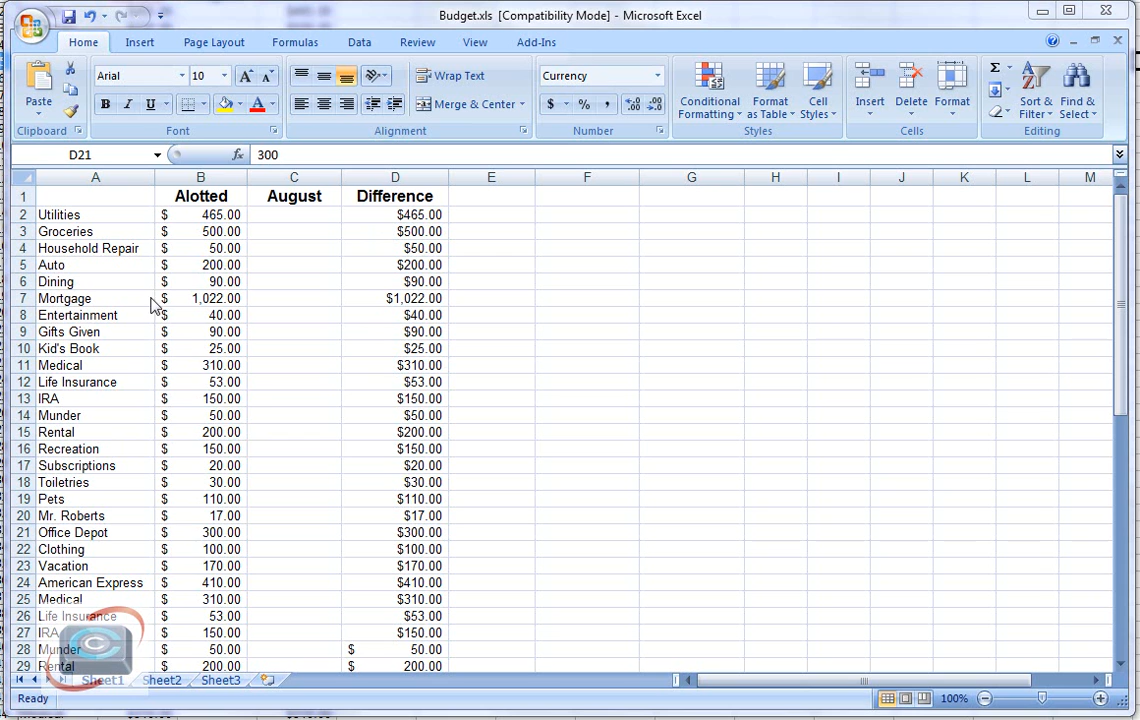 Budget.xls [Compatibility Mode] - Microsoft Excel
Home Insert Page Layout Formulas Data Review View Add-Ins
Arial 10 Wrap Text Currency
Paste B I U Merge & Center $ % , Conditional Formatting Format as Table Cell Styles Insert Delete Format Σ Sort & Filter Find & Select
Clipboard Font Alignment Number Styles Cells Editing
D21 fx 300
A B C D E F G H I J K L M
1 Alotted August Difference
2 Utilities $ 465.00 $465.00
3 Groceries $ 500.00 $500.00
4 Household Repair $ 50.00 $50.00
5 Auto $ 200.00 $200.00
6 Dining $ 90.00 $90.00
7 Mortgage $ 1,022.00 $1,022.00
8 Entertainment $ 40.00 $40.00
9 Gifts Given $ 90.00 $90.00
10 Kid's Book $ 25.00 $25.00
11 Medical $ 310.00 $310.00
12 Life Insurance $ 53.00 $53.00
13 IRA $ 150.00 $150.00
14 Munder $ 50.00 $50.00
15 Rental $ 200.00 $200.00
16 Recreation $ 150.00 $150.00
17 Subscriptions $ 20.00 $20.00
18 Toiletries $ 30.00 $30.00
19 Pets $ 110.00 $110.00
20 Mr. Roberts $ 17.00 $17.00
21 Office Depot $ 300.00 $300.00
22 Clothing $ 100.00 $100.00
23 Vacation $ 170.00 $170.00
24 American Express $ 410.00 $410.00
25 Medical $ 310.00 $310.00
26 Life Insurance $ 53.00 $53.00
27 IRA $ 150.00 $150.00
28 Munder $ 50.00 $ 50.00
29 Rental $ 200.00 $ 200.00
Sheet1 Sheet2 Sheet3
Ready 100%